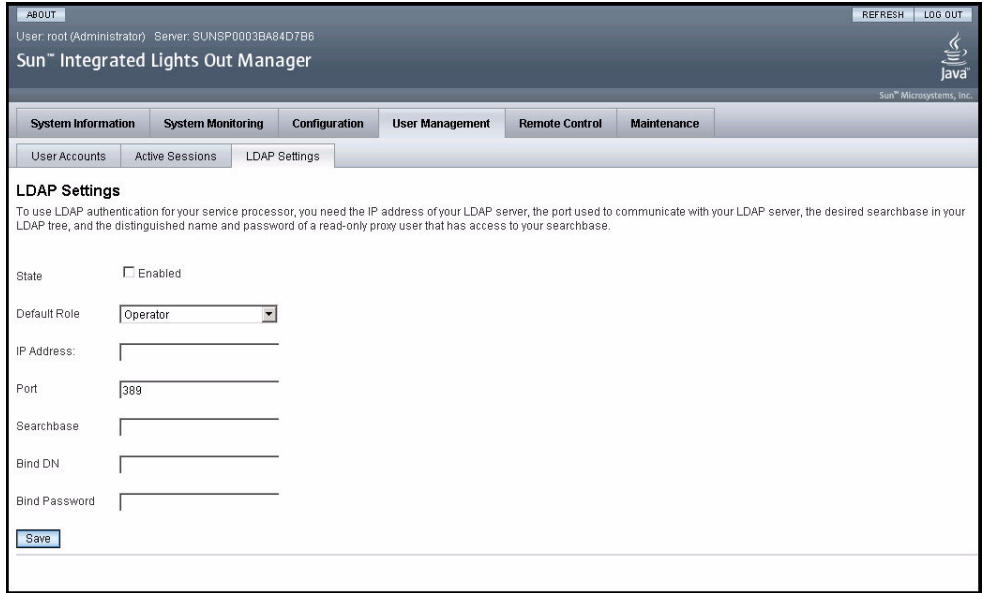 ABOUT
REFRESH LOG OUT
User: root (Administrator) Server: SUNSP0003BA84D7B6
Sun™ Integrated Lights Out Manager
Java™
Sun™ Microsystems, Inc.
System Information System Monitoring Configuration User Management Remote Control Maintenance
User Accounts Active Sessions LDAP Settings
LDAP Settings
To use LDAP authentication for your service processor, you need the IP address of your LDAP server, the port used to communicate with your LDAP server, the desired searchbase in your
LDAP tree, and the distinguished name and password of a read-only proxy user that has access to your searchbase.
State Enabled
Default Role Operator
IP Address:
Port 389
Searchbase
Bind DN
Bind Password
Save